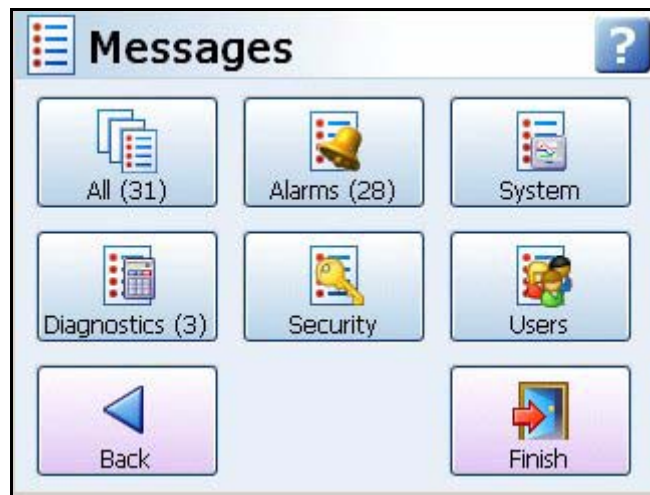 Messages
?
All (31)
Alarms (28)
System
Diagnostics (3)
Security
Users
Back
Finish